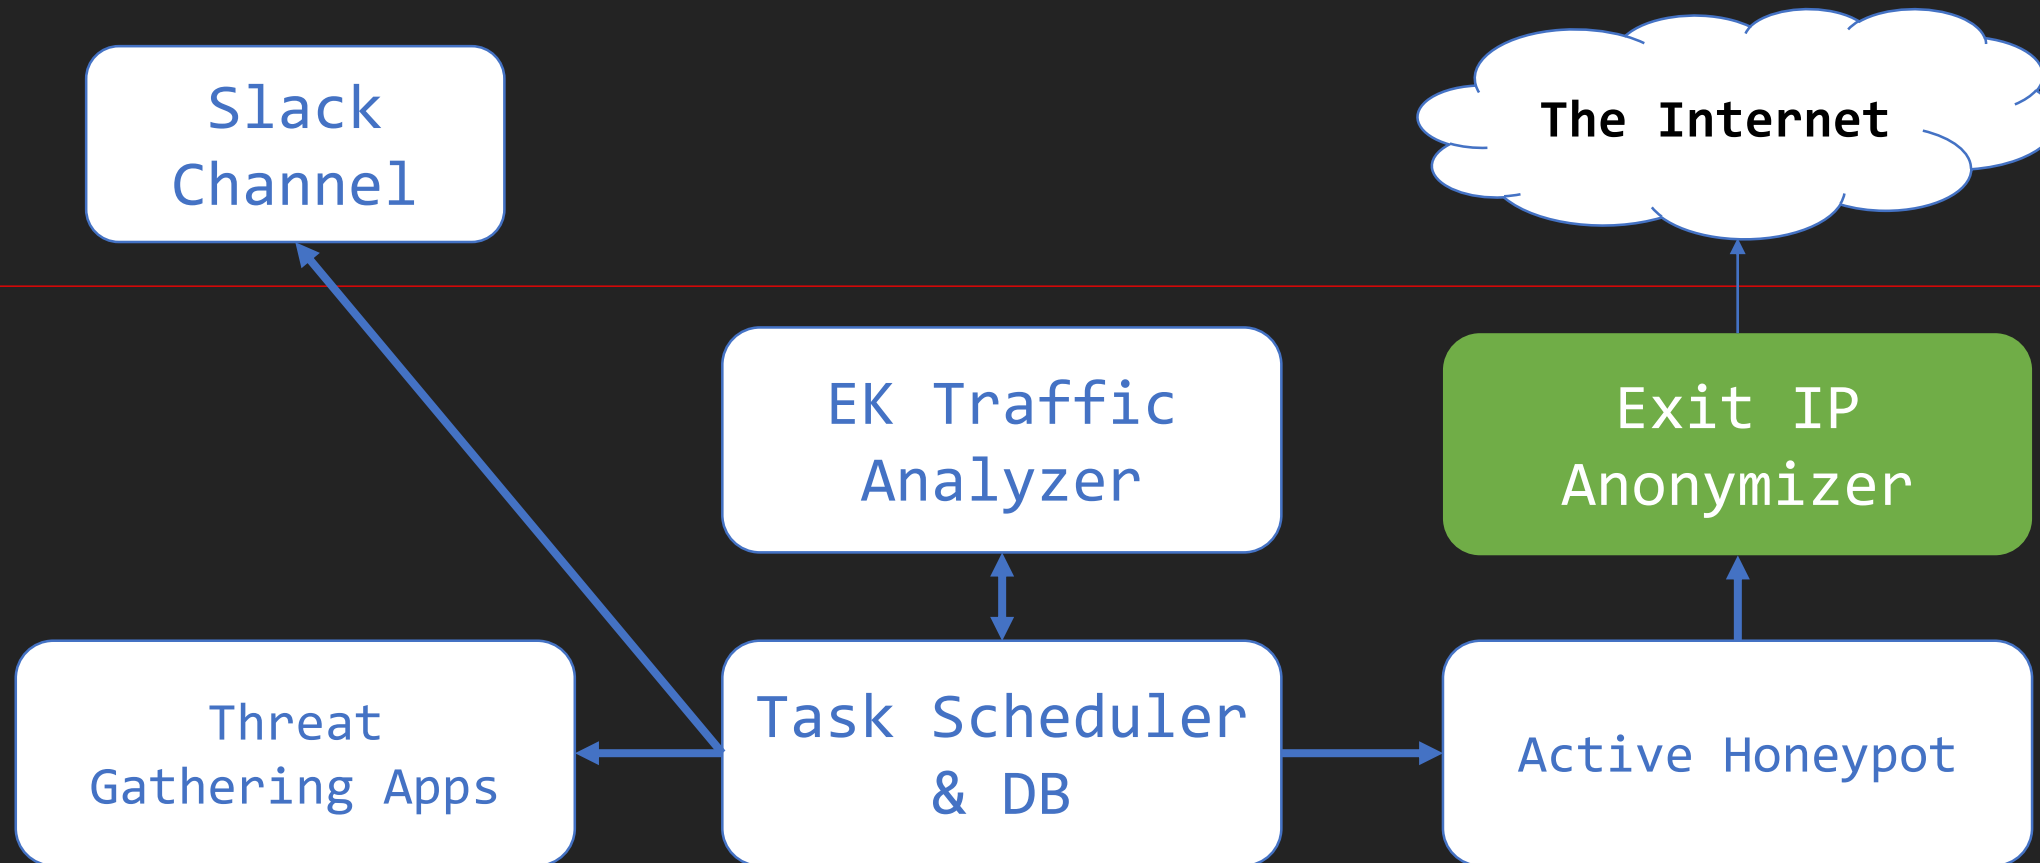 Slack
Channel
The Internet
EK Traffic
Analyzer
Exit IP
Anonymizer
Threat
Gathering Apps
Task Scheduler
& DB
Active Honeypot